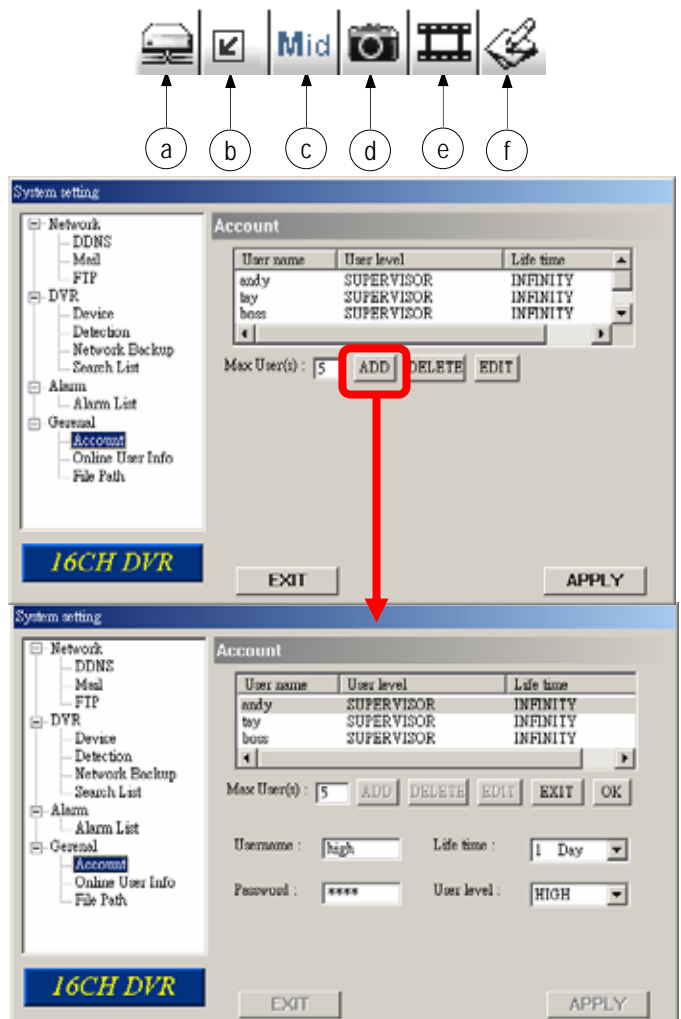 Mid
a b c d e f
System setting
Network
DDNS
Mail
FTP
DVR
Device
Detection
Network Backup
Search List
Alarm
Alarm List
Gerenal
Account
Online User Info
File Path
16CH DVR
Account
User name User level Life time
andy SUPERVISOR INFINITY
tay SUPERVISOR INFINITY
boss SUPERVISOR INFINITY
Max User(s) : 5 ADD DELETE EDIT
EXIT APPLY
System setting
Network
DDNS
Mail
FTP
DVR
Device
Detection
Network Backup
Search List
Alarm
Alarm List
Gerenal
Account
Online User Info
File Path
16CH DVR
Account
User name User level Life time
andy SUPERVISOR INFINITY
tay SUPERVISOR INFINITY
boss SUPERVISOR INFINITY
Max User(s) : 5 ADD DELETE EDIT EXIT OK
Username : high Life time : 1 Day
Password : **** User level : HIGH
EXIT APPLY